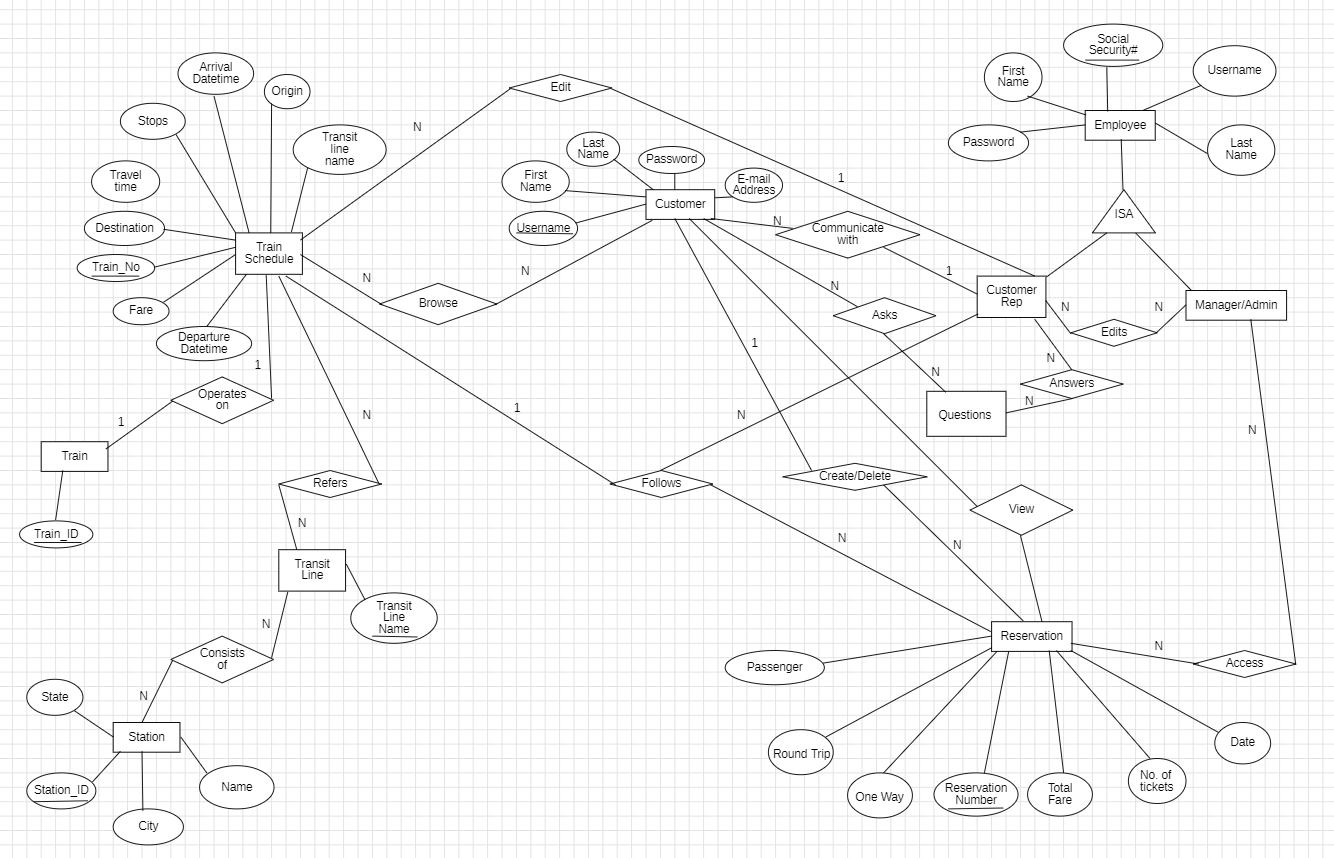 Social
Security#
Arrival
Datetime
First
Name
Username
Origin
Edit
Stops
N
Employee
Transit
line
name
Password
Last
Name
Last
Name
Password
Travel
time
First
Name
E-mail
Address
1
Customer
ISA
Destination
Username
N
Communicate
with
Train
Schedule
Train_No
N
N
1
N
Customer
Rep
Fare
Browse
Asks
N
N
Manager/Admin
Edits
Departure
Datetime
1
1
N
N
Answers
Operates
on
N
N
1
N
N
Questions
1
N
Train
Refers
Follows
Create/Delete
View
N
Train_ID
N
N
Transit
Line
Transit
Line
Name
N
Reservation
Consists
of
N
Access
Passenger
State
N
Station
Date
Round Trip
Station_ID
Name
One Way
Reservation
Number
Total
Fare
No. of
tickets
City